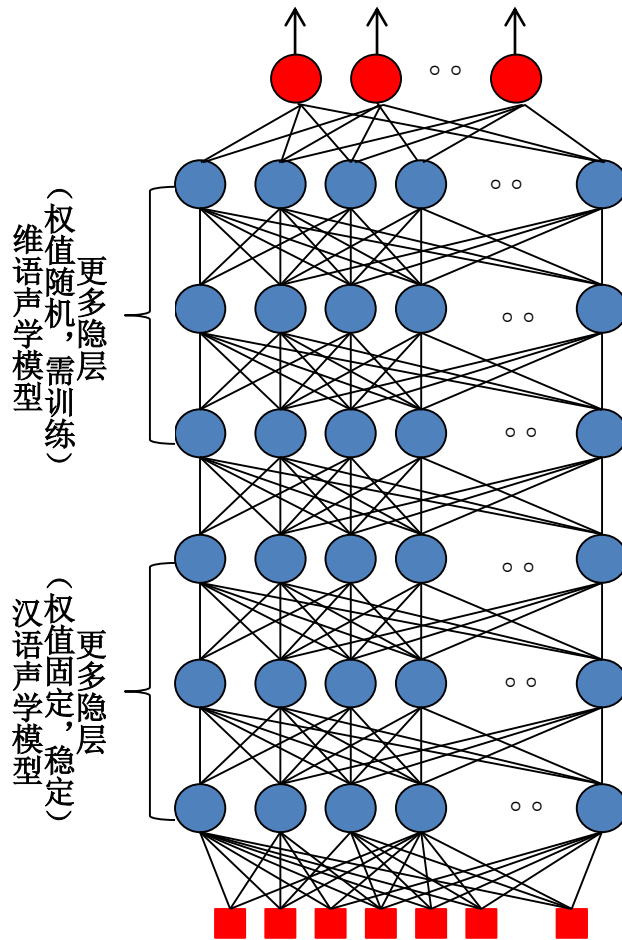 更多隐层
（权值随机，需训练）
维语声学模型
更多隐层
（权值固定，稳定）
汉语声学模型